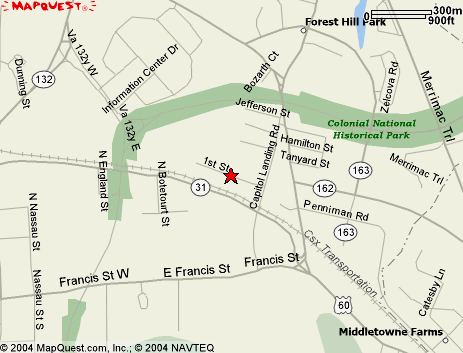 MAPQUEST
300m
900ft
Forest Hill Park
Va 132y W
Information Center Dr
Bozarth Ct
Dunning St
132
Va 132y E
Jefferson St
Zelcova Rd
Merrimac Trl
Colonial National
Historical Park
Hamilton St
Tanyard St
Merrimac Trl
163
1st St
N England St
N Botetourt St
31
Capitol Landing Rd
162
Penniman Rd
163
N Nassau St
Csx Transportation
Nassau St S
Francis St W
E Francis St
Francis St
60
Catesby Ln
Middletowne Farms
© 2004 MapQuest.com, Inc.; © 2004 NAVTEQ